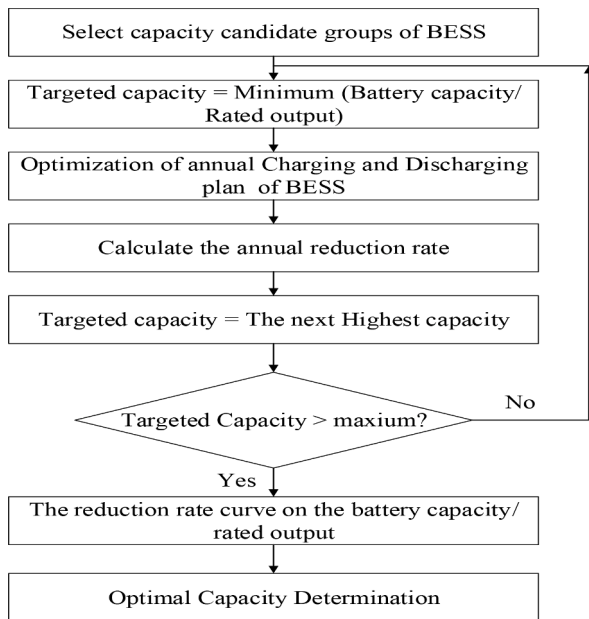 Select capacity candidate groups of BESS
Targeted capacity = Minimum (Battery capacity/
Rated output)
Optimization of annual Charging and Discharging
plan of BESS
Calculate the annual reduction rate
Targeted capacity = The next Highest capacity
Targeted Capacity > maxium?
No
Yes
The reduction rate curve on the battery capacity/
rated output
Optimal Capacity Determination